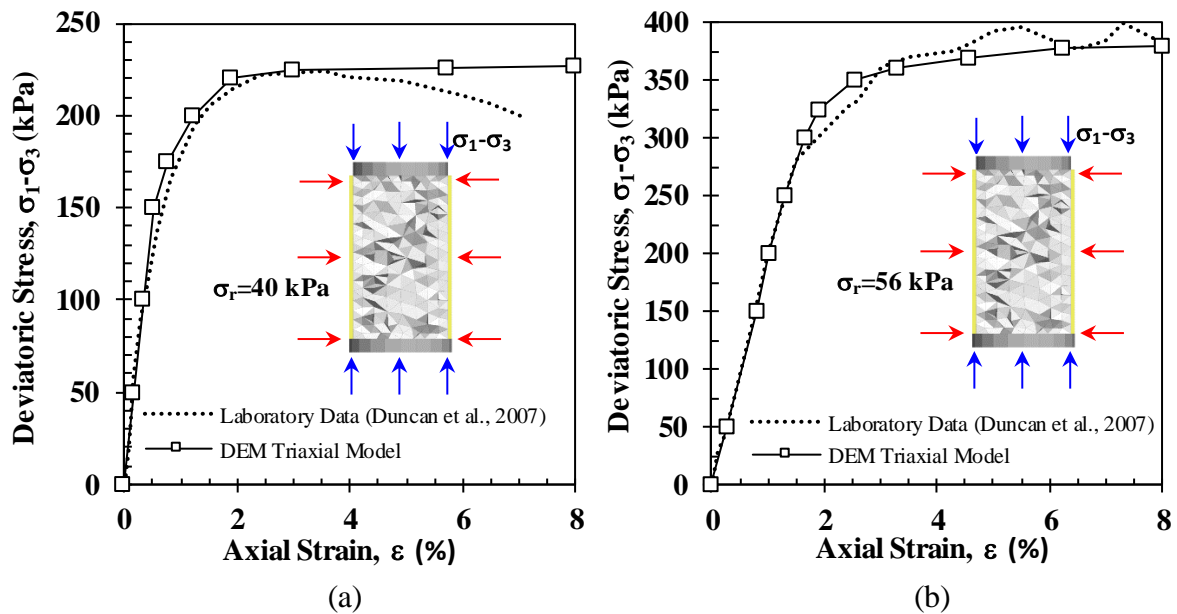 250
200
150
100
50
0
Deviatoric Stress, σ1-σ3 (kPa)
σ1-σ3
σr=40 kPa
Laboratory Data (Duncan et al., 2007)
DEM Triaxial Model
0 2 4 6 8
Axial Strain, ε (%)
(a)
400
350
300
250
200
150
100
50
0
Deviatoric Stress, σ1-σ3 (kPa)
σ1-σ3
σr=56 kPa
Laboratory Data (Duncan et al., 2007)
DEM Triaxial Model
0 2 4 6 8
Axial Strain, ε (%)
(b)